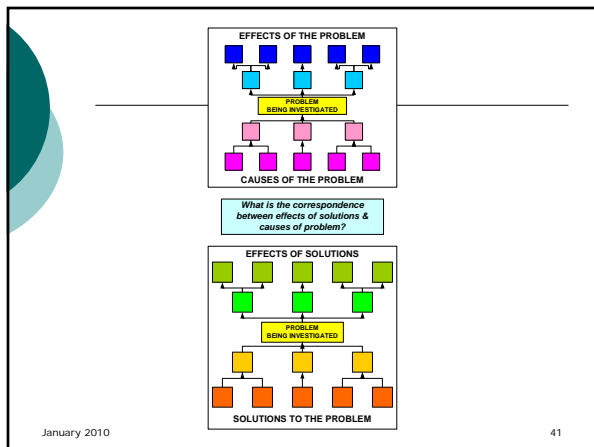 EFFECTS OF THE PROBLEM
PROBLEM
BEING INVESTIGATED
CAUSES OF THE PROBLEM
What is the correspondence
between effects of solutions &
causes of problem?
EFFECTS OF SOLUTIONS
PROBLEM
BEING INVESTIGATED
SOLUTIONS TO THE PROBLEM
January 2010
41